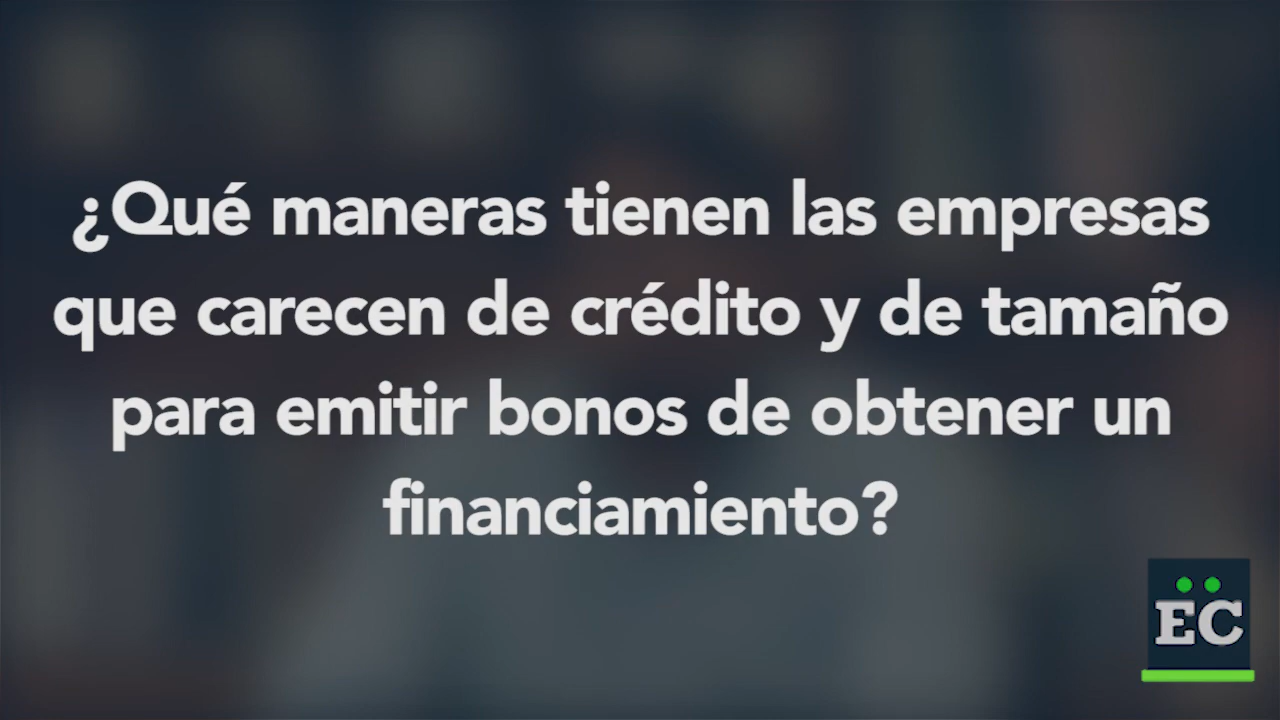 ¿Qué maneras tienen las empresas
que carecen de crédito y de tamaño
para emitir bonos de obtener un
financiamiento?
EC